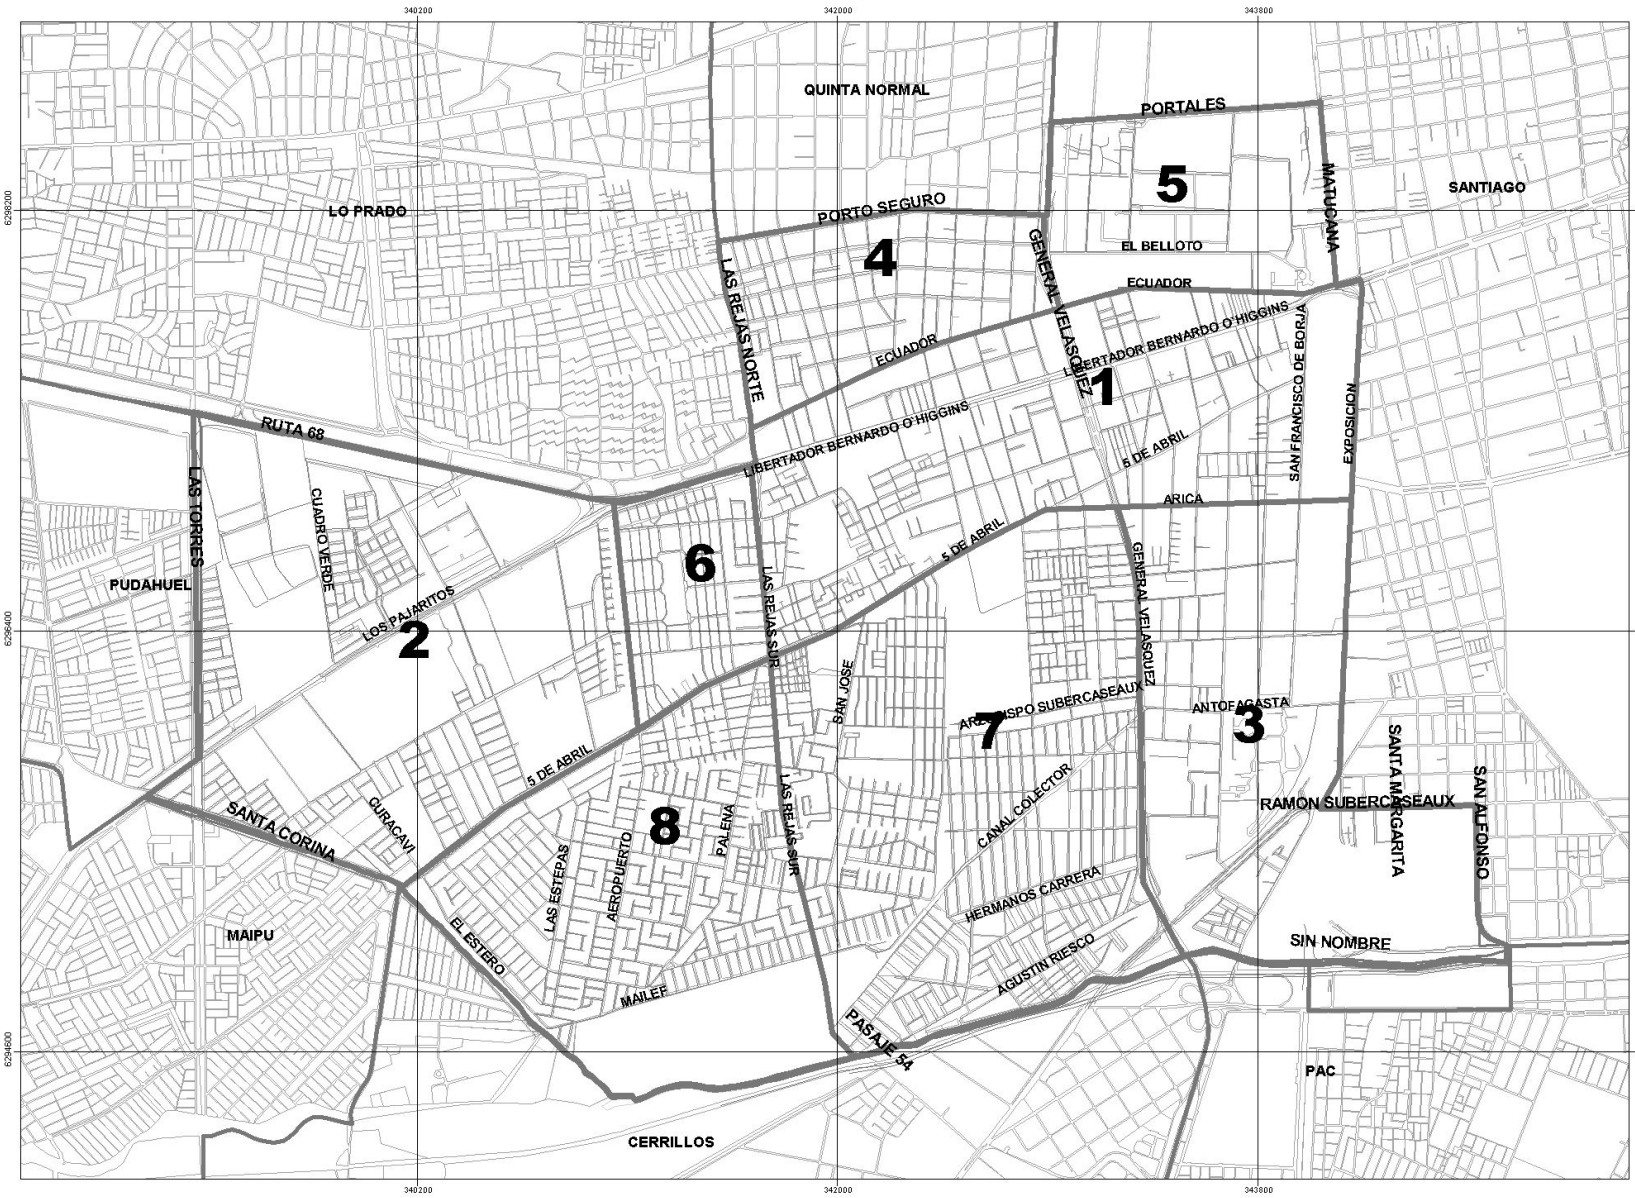 340200
342000
343800
QUINTA NORMAL
PORTALES
5
MATUCANA
SANTIAGO
6298200
LO PRADO
PORTO SEGURO
4
GENERAL VELASQUEZ
EL BELLOTO
LAS REJAS NORTE
ECUADOR
ECUADOR
LIBERTADOR BERNARDO O'HIGGINS
SAN FRANCISCO DE BORJA
1
EXPOSICION
RUTA 68
LIBERTADOR BERNARDO O'HIGGINS
5 DE ABRIL
LAS TORRES
CUADRO VERDE
ARICA
5 DE ABRIL
6
PUDAHUEL
LOS PAJARITOS
2
LAS REJAS SUR
GENERAL VELASQUEZ
6296400
SAN JOSE
ARZOBISPO SUBERCASEAUX
7
ANTOFAGASTA
3
5 DE ABRIL
SANTA MARGARITA
SAN ALFONSO
RAMON SUBERCASEAUX
SANTA CORINA
CURACAVI
8
PALENA
LAS REJAS SUR
CANAL COLECTOR
LAS ESTEPAS
AEROPUERTO
HERMANOS CARRERA
MAIPU
EL ESTERO
SIN NOMBRE
AGUSTIN RIESCO
MAILEF
PASAJE 54
6294600
PAC
CERRILLOS
340200
342000
343800